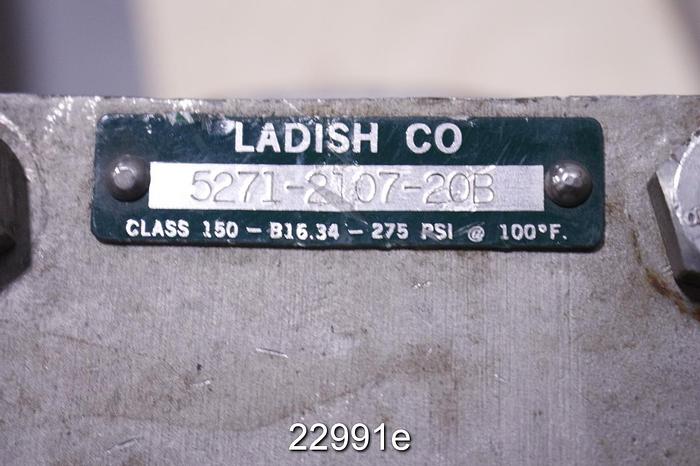 LADISH CO
5271-2107-20B
CLASS 150 - B16.34 - 275 PSI @ 100°F.
22991e